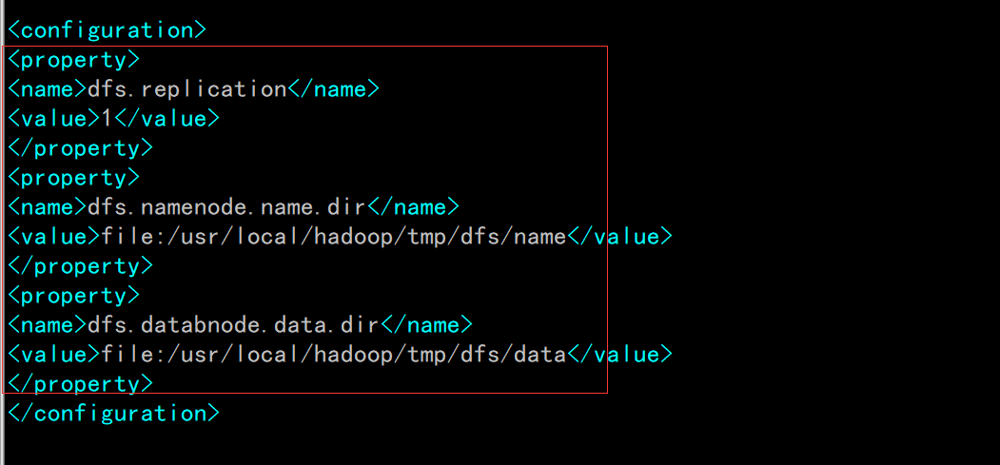 <configuration>
<property>
<name>dfs.replication</name>
<value>1</value>
</property>
<property>
<name>dfs.namenode.name.dir</name>
<value>file:/usr/local/hadoop/tmp/dfs/name</value>
</property>
<property>
<name>dfs.databnode.data.dir</name>
<value>file:/usr/local/hadoop/tmp/dfs/data</value>
</property>
</configuration>